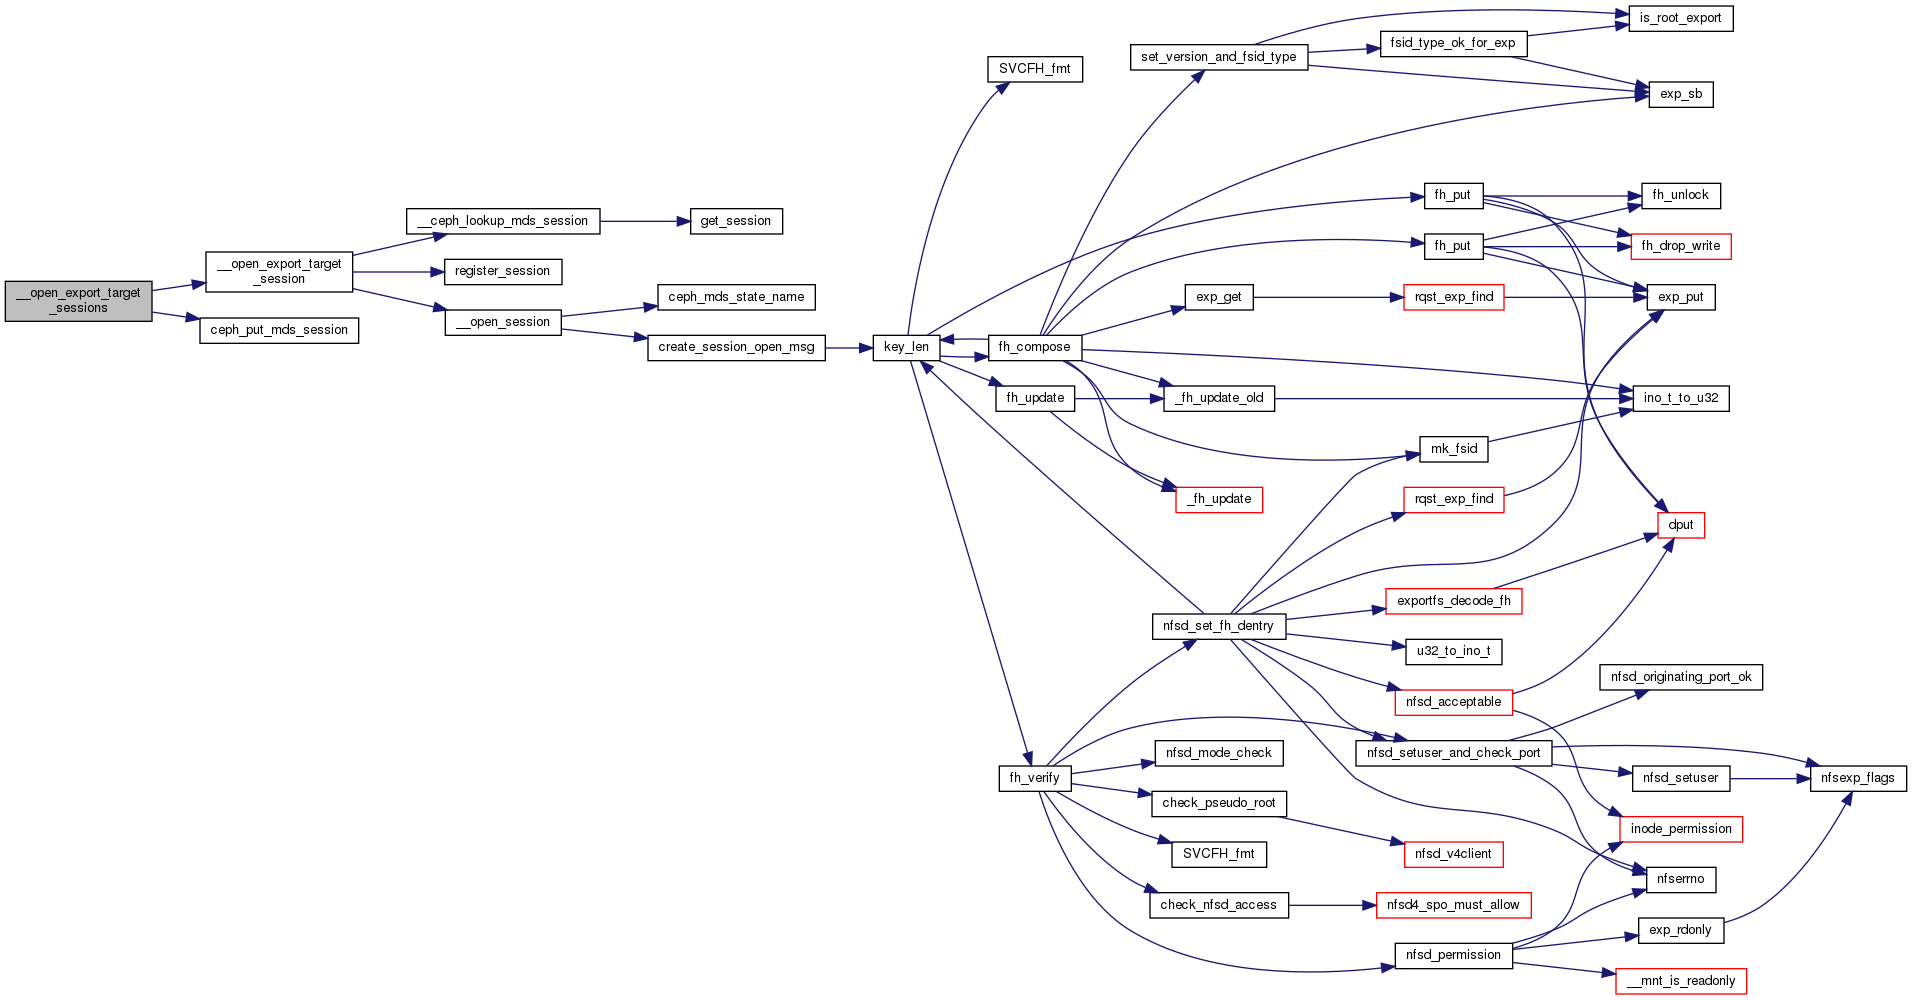 __open_export_target
_sessions
__open_export_target
_session
ceph_put_mds_session
__ceph_lookup_mds_session
register_session
__open_session
get_session
ceph_mds_state_name
create_session_open_msg
key_len
SVCFH_fmt
fh_compose
fh_update
fh_verify
set_version_and_fsid_type
exp_get
_fh_update_old
_fh_update
nfsd_set_fh_dentry
nfsd_mode_check
check_pseudo_root
SVCFH_fmt
check_nfsd_access
fsid_type_ok_for_exp
fh_put
fh_put
rqst_exp_find
mk_fsid
rqst_exp_find
exportfs_decode_fh
u32_to_ino_t
nfsd_acceptable
nfsd_setuser_and_check_port
nfsd_v4client
nfsd4_spo_must_allow
nfsd_permission
is_root_export
exp_sb
fh_unlock
fh_drop_write
exp_put
ino_t_to_u32
dput
nfsd_originating_port_ok
nfsd_setuser
inode_permission
nfserrno
exp_rdonly
__mnt_is_readonly
nfsexp_flags